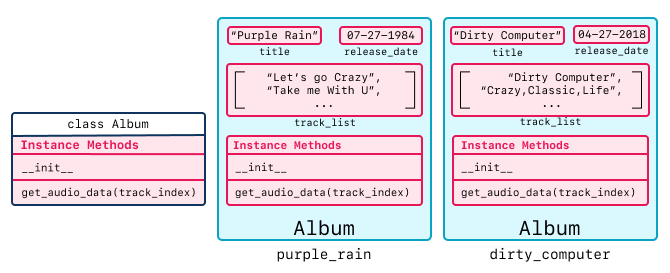 class Album
Instance Methods
__init__
get_audio_data(track_index)
“Purple Rain”
07-27-1984
title
release_date
“Let’s go Crazy”,
“Take me With U”,
...
track_list
Instance Methods
__init__
get_audio_data(track_index)
Album
purple_rain
“Dirty Computer”
04-27-2018
title
release_date
“Dirty Computer”,
“Crazy,Classic,Life”,
...
track_list
Instance Methods
__init__
get_audio_data(track_index)
Album
dirty_computer